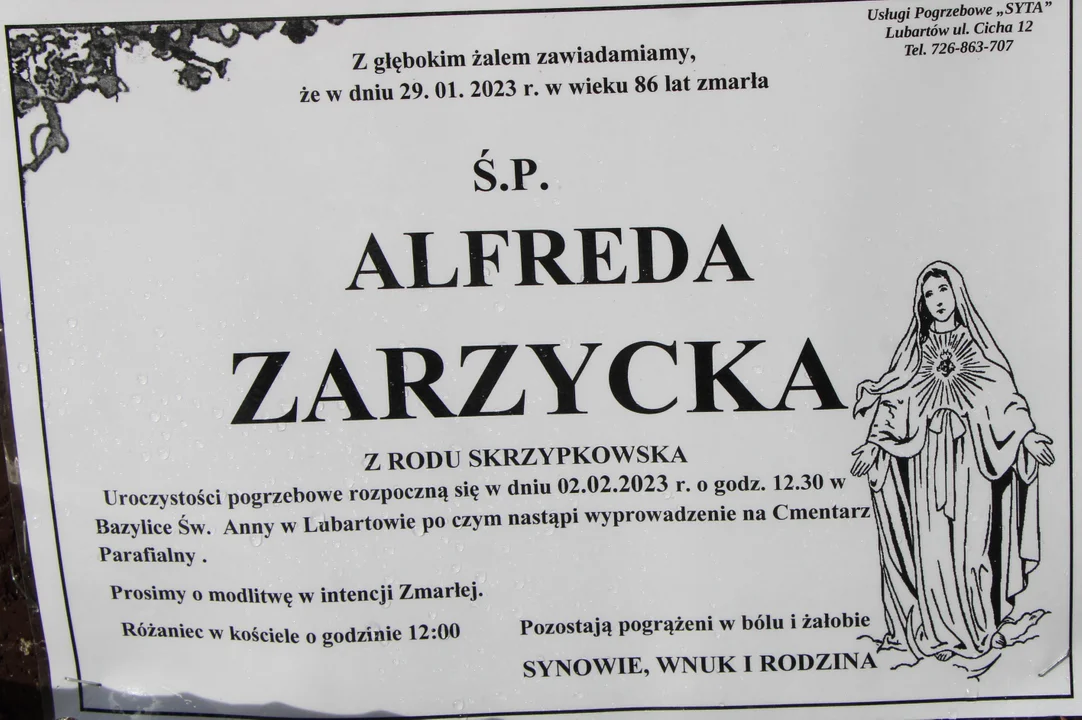 Usługi Pogrzebowe „SYTA”
Lubartów ul. Cicha 12
Tel. 726-863-707
Z głębokim żalem zawiadamiamy,
że w dniu 29. 01. 2023 r. w wieku 86 lat zmarła
Ś.P.
ALFREDA
ZARZYCKA
Z RODU SKRZYPKOWSKA
Uroczystości pogrzebowe rozpoczną się w dniu 02.02.2023 r. o godz. 12.30 w
Bazylice Św. Anny w Lubartowie po czym nastąpi wyprowadzenie na Cmentarz
Parafialny .
Prosimy o modlitwę w intencji Zmarłej.
Różaniec w kościele o godzinie 12:00
Pozostają pogrążeni w bólu i żałobie
SYNOWIE, WNUK I RODZINA